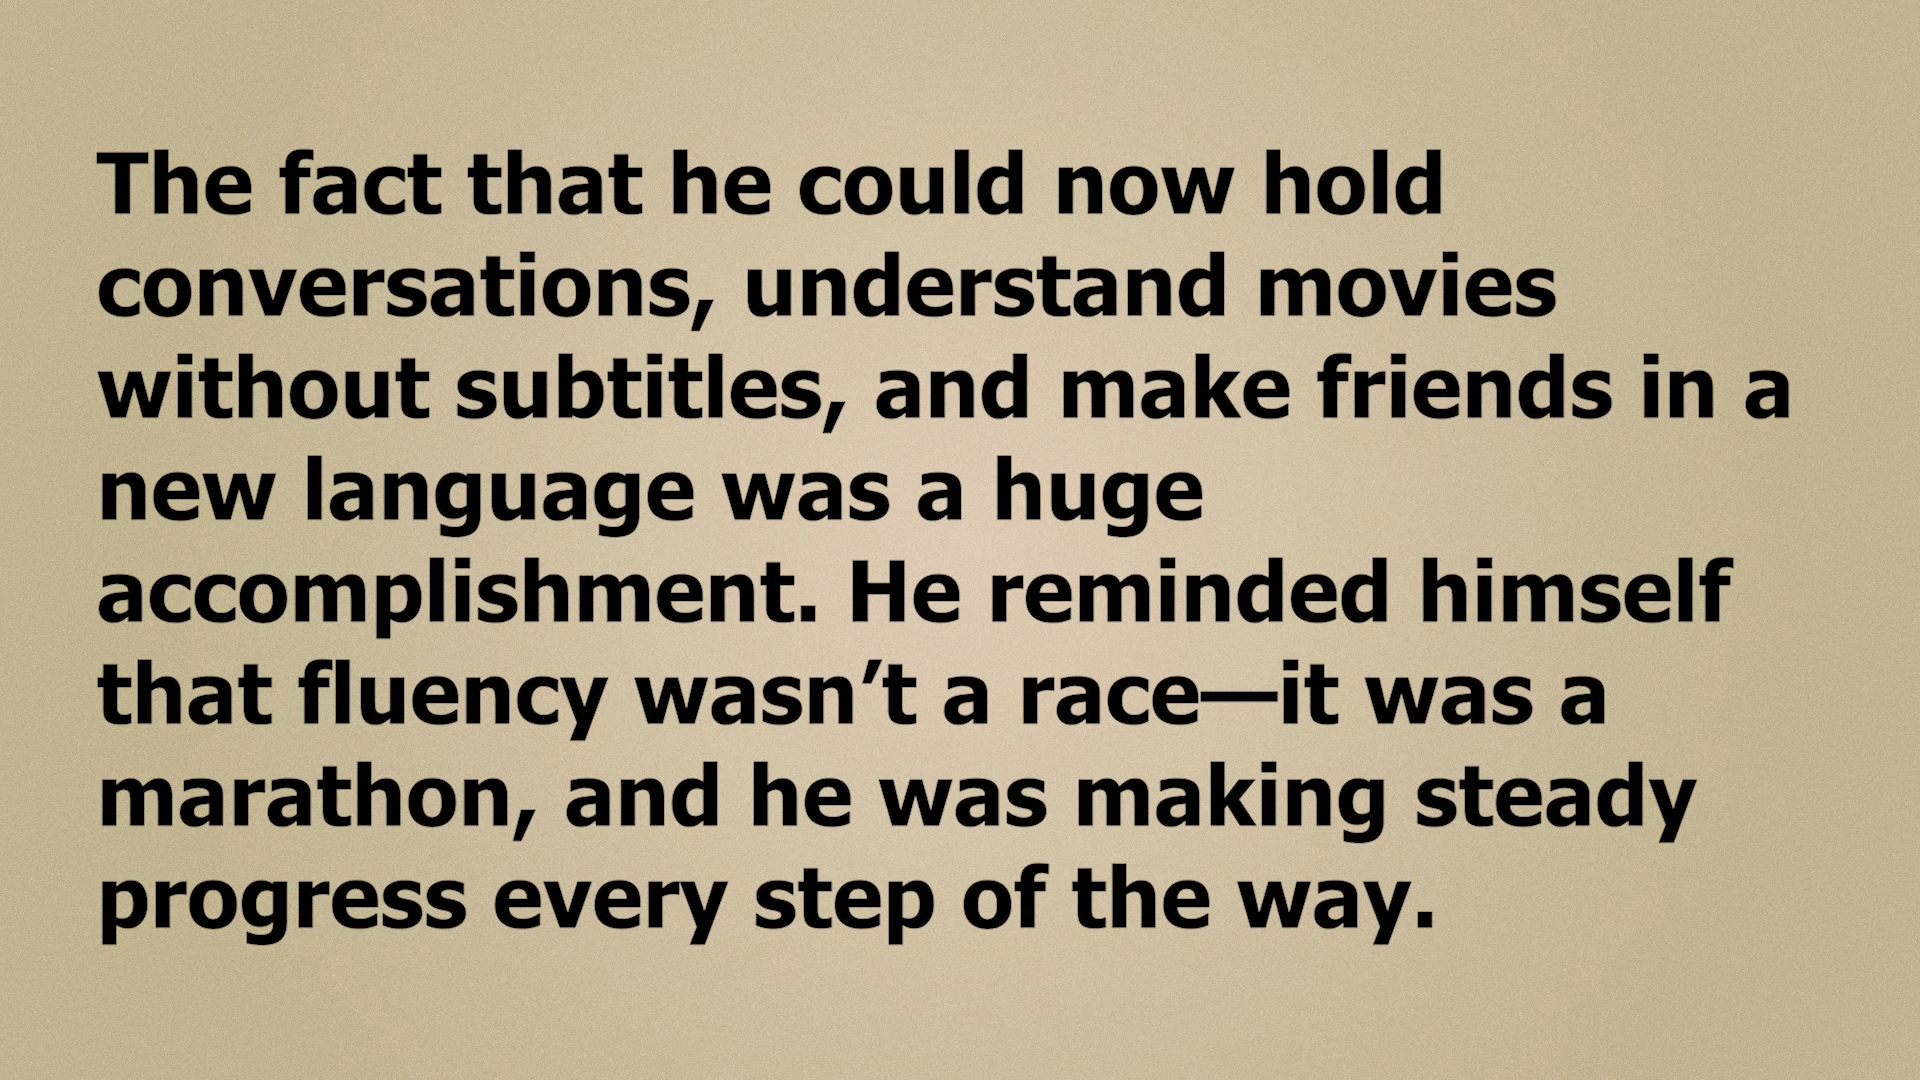 The fact that he could now hold
conversations, understand movies
without subtitles, and make friends in a
new language was a huge
accomplishment. He reminded himself
that fluency wasn’t a race—it was a
marathon, and he was making steady
progress every step of the way.